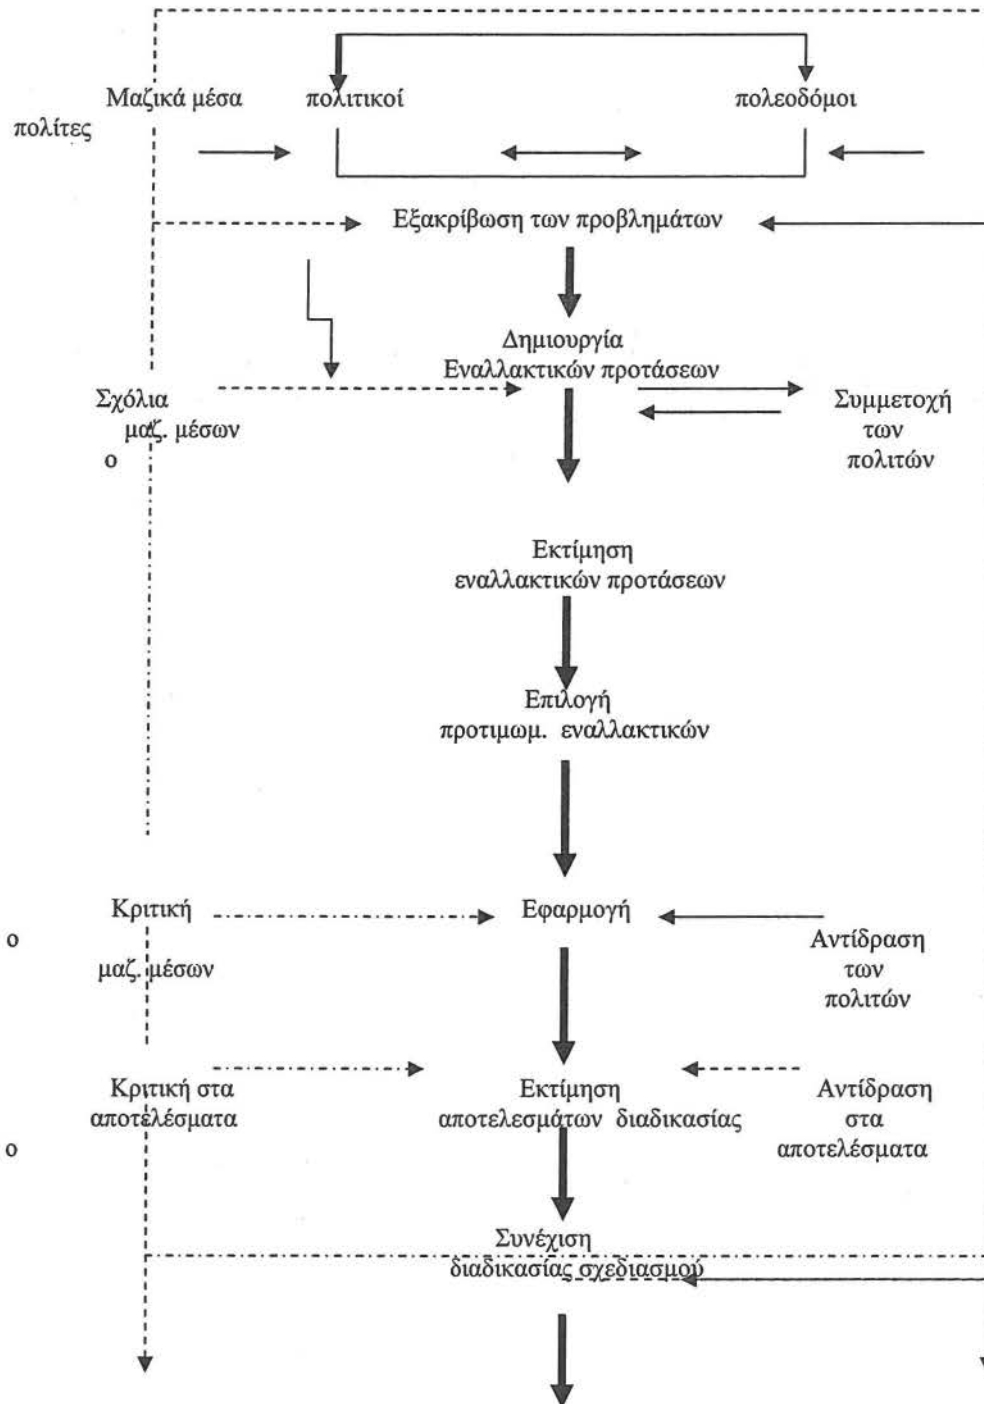 Μαζικά μέσα πολιτικοί πολεοδόμοι
πολίτες
Εξακρίβωση των προβλημάτων
Δημιουργία
Εναλλακτικών προτάσεων
Σχόλια Συμμετοχή
μαζ. μέσων των
ο πολιτών
Εκτίμηση
εναλλακτικών προτάσεων
Επιλογή
προτιμωμ. εναλλακτικών
Κριτική Εφαρμογή
ο Αντίδραση
μαζ. μέσων των
πολιτών
Κριτική στα Εκτίμηση Αντίδραση
αποτελέσματα αποτελεσμάτων διαδικασίας στα
ο αποτελέσματα
Συνέχιση
διαδικασίας σχεδιασμού